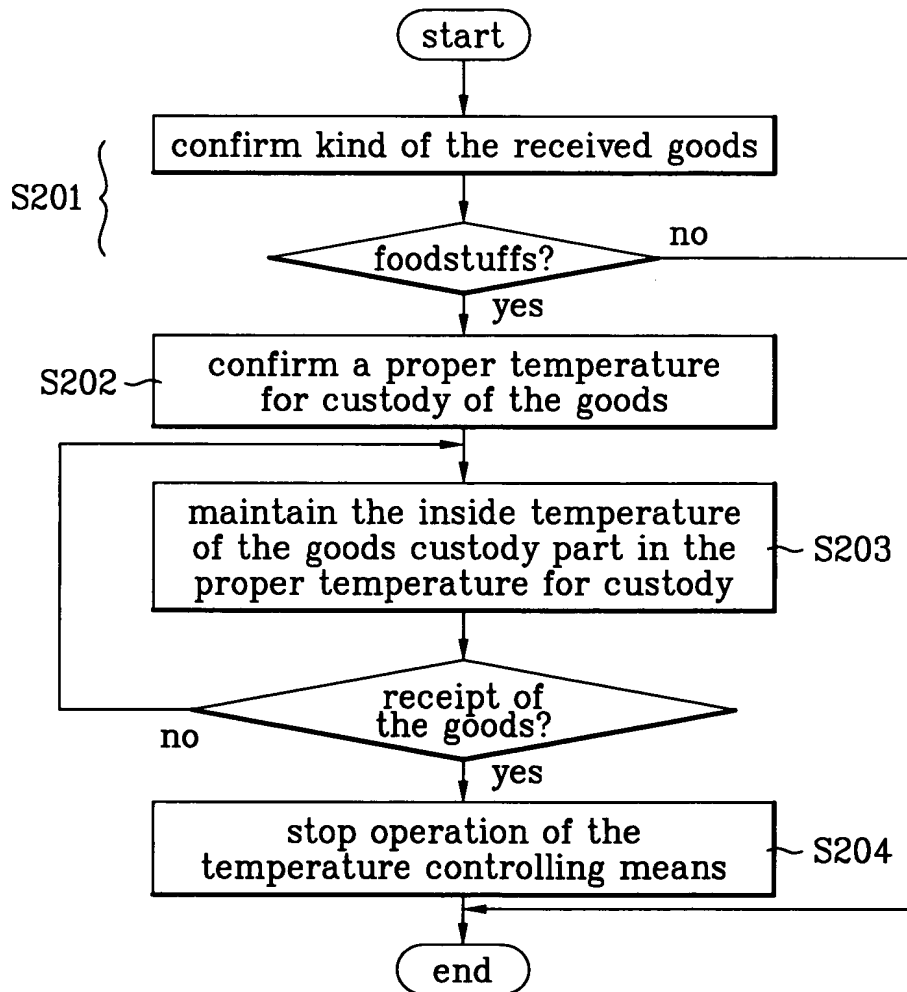 start
confirm kind of the received goods
S201
foodstuffs?
no
yes
S202
confirm a proper temperature
for custody of the goods
maintain the inside temperature
of the goods custody part in the
proper temperature for custody
S203
receipt of
the goods?
no
yes
stop operation of the
temperature controlling means
S204
end